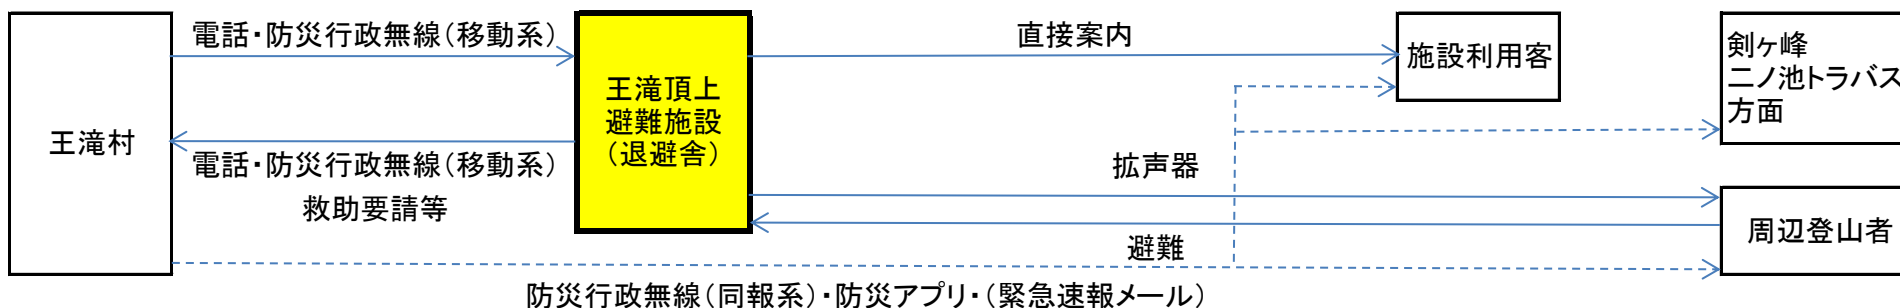 電話・防災行政無線(移動系)
王滝村
電話・防災行政無線(移動系)
救助要請等
王滝頂上
避難施設
(退避舎)
直接案内
施設利用客
剣ヶ峰
二ノ池トラバス
方面
拡声器
周辺登山者
避難
防災行政無線(同報系)・防災アプリ・(緊急速報メール)